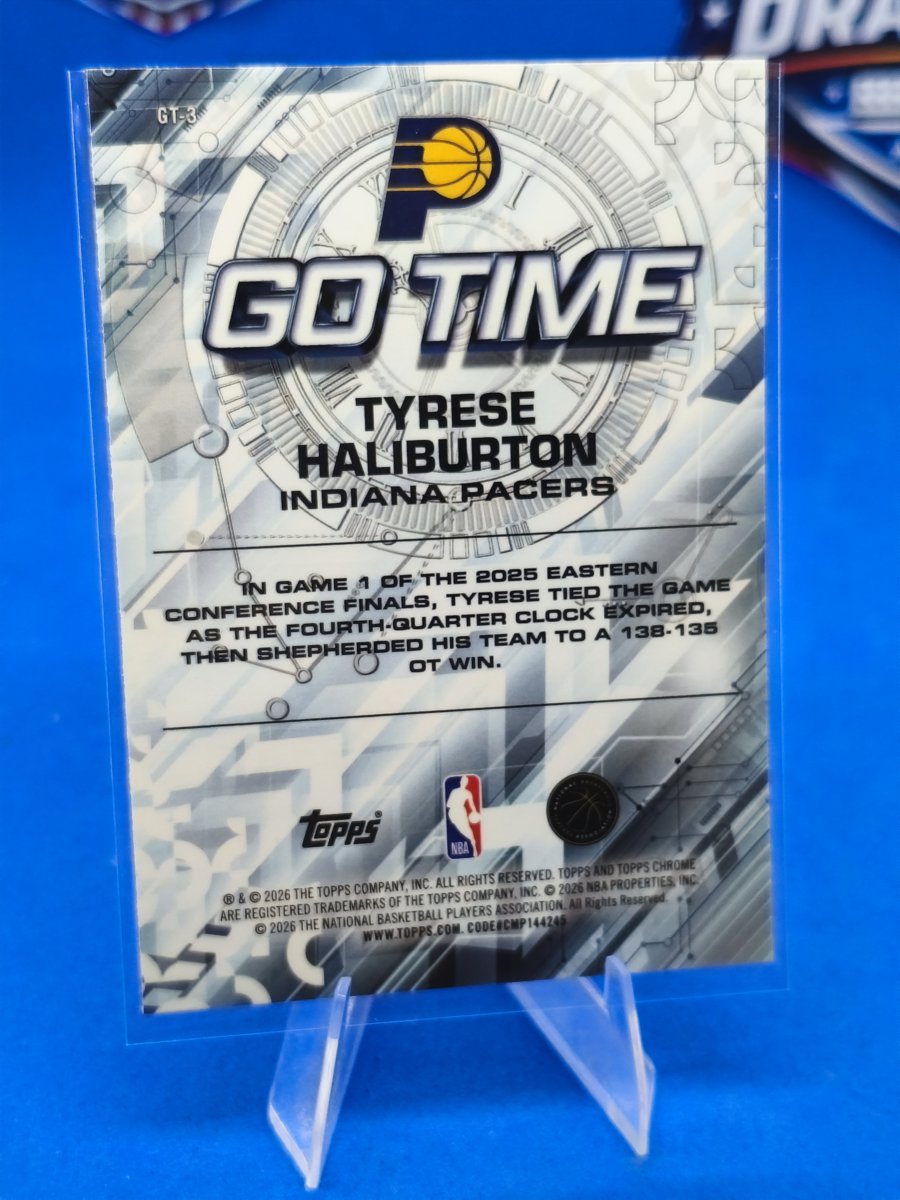 DRA
GT-3
GO TIME
TYRESE
HALIBURTON
INDIANA PACERS
IN GAME 1 OF THE 2025 EASTERN
CONFERENCE FINALS, TYRESE TIED THE GAME
AS THE FOURTH-QUARTER CLOCK EXPIRED,
THEN SHEPHERDED HIS TEAM TO A 138-135
OT WIN.
TOPPS®
NBA
® & © 2026 THE TOPPS COMPANY, INC. ALL RIGHTS RESERVED. TOPPS AND TOPPS CHROME
ARE REGISTERED TRADEMARKS OF THE TOPPS COMPANY, INC. © 2026 NBA PROPERTIES, INC.
© 2026 THE NATIONAL BASKETBALL PLAYERS ASSOCIATION. All Rights Reserved.
WWW.TOPPS.COM. CODE#CMP144245